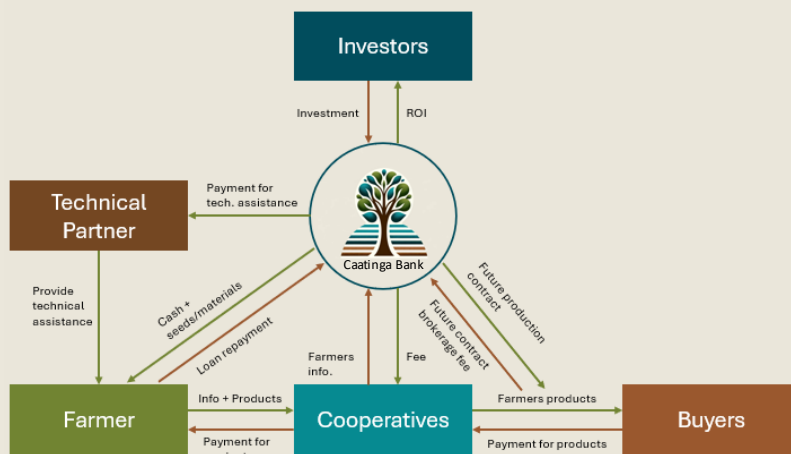 Investors
Investment
ROI
Technical
Partner
Payment for
tech. assistance
Caatinga Bank
Provide
technical
assistance
Cash +
seeds/materials
Loan repayment
Farmers
info.
Fee
Future production
contract
Future contract
brokerage fee
Farmer
Info + Products
Payment for
Cooperatives
Farmers products
Payment for products
Buyers